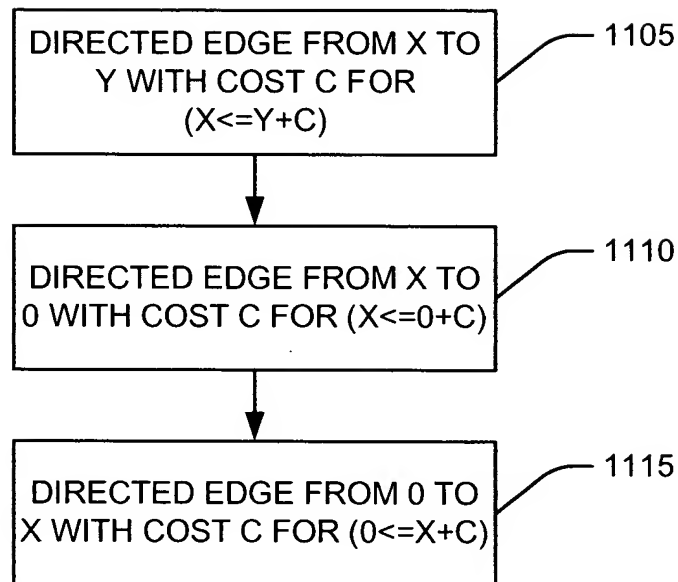 DIRECTED EDGE FROM X TO
Y WITH COST C FOR
(X<=Y+C)
1105
DIRECTED EDGE FROM X TO
0 WITH COST C FOR (X<=0+C)
1110
DIRECTED EDGE FROM 0 TO
X WITH COST C FOR (0<=X+C)
1115